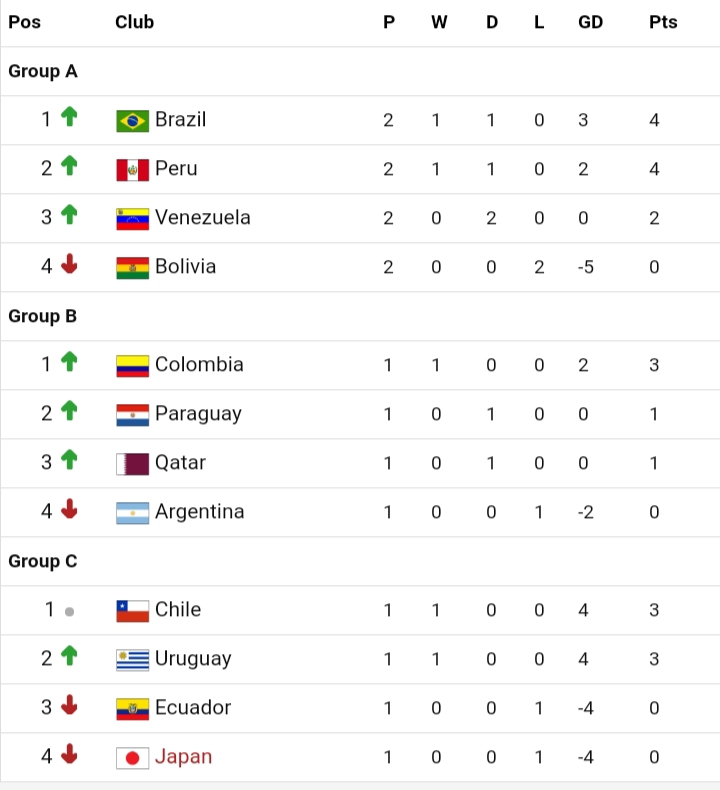 Pos Club P W D L GD Pts
Group A
1 Brazil 2 1 1 0 3 4
2 Peru 2 1 1 0 2 4
3 Venezuela 2 0 2 0 0 2
4 Bolivia 2 0 0 2 -5 0
Group B
1 Colombia 1 1 0 0 2 3
2 Paraguay 1 0 1 0 0 1
3 Qatar 1 0 1 0 0 1
4 Argentina 1 0 0 1 -2 0
Group C
1 Chile 1 1 0 0 4 3
2 Uruguay 1 1 0 0 4 3
3 Ecuador 1 0 0 1 -4 0
4 Japan 1 0 0 1 -4 0